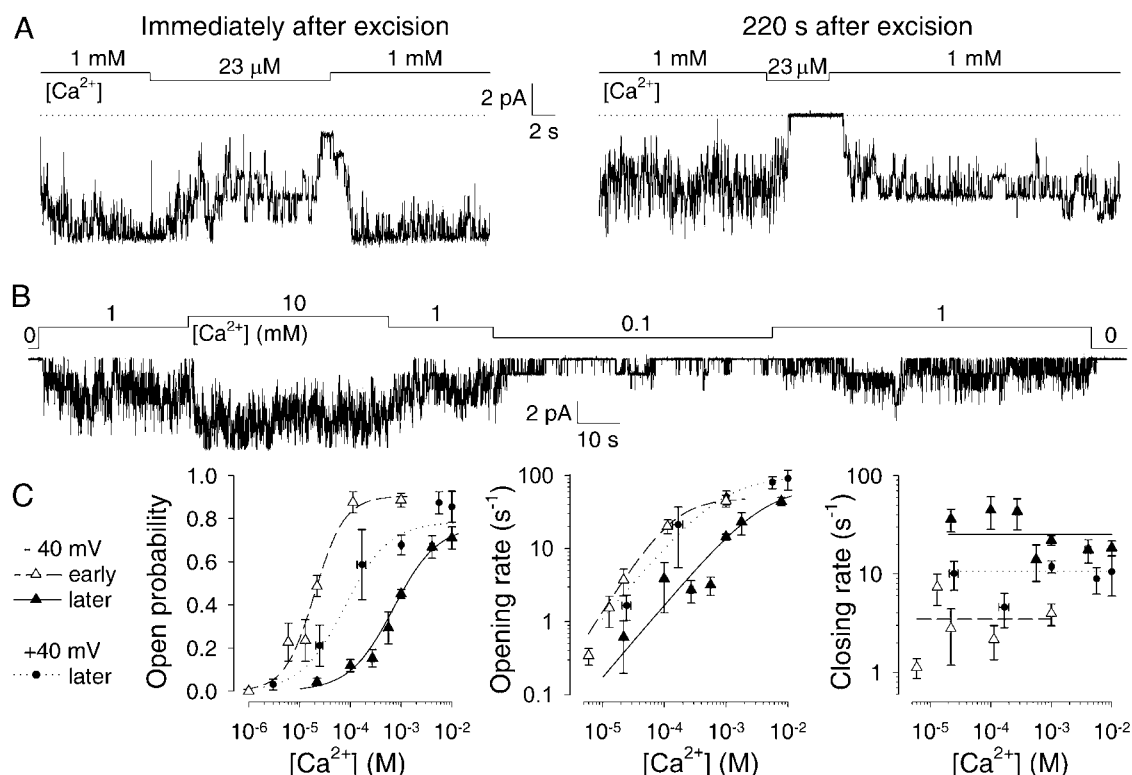 A
Immediately after excision
220 s after excision
1 mM
23 μM
1 mM
1 mM
23 μM
1 mM
[Ca²⁺]
2 pA
2 s
[Ca²⁺]
B
0
1
10
1
0.1
1
0
[Ca²⁺] (mM)
2 pA
10 s
C
- 40 mV
early
later
+40 mV
later
Open probability
1.0
0.8
0.6
0.4
0.2
0.0
10⁻⁶
10⁻⁵
10⁻⁴
10⁻³
10⁻²
[Ca²⁺] (M)
Opening rate (s⁻¹)
100
10
1
0.1
10⁻⁵
10⁻⁴
10⁻³
10⁻²
[Ca²⁺] (M)
Closing rate (s⁻¹)
100
10
1
10⁻⁵
10⁻⁴
10⁻³
10⁻²
[Ca²⁺] (M)